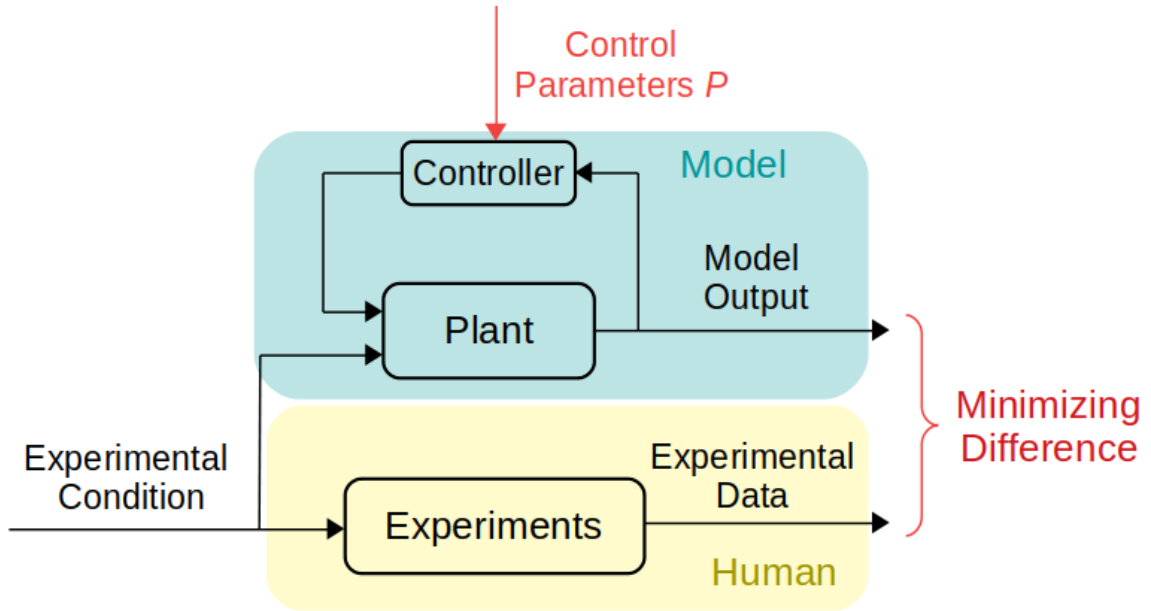 Control
Parameters P
Controller
Model
Model
Output
Plant
Minimizing
Difference
Experimental
Condition
Experimental
Data
Experiments
Human